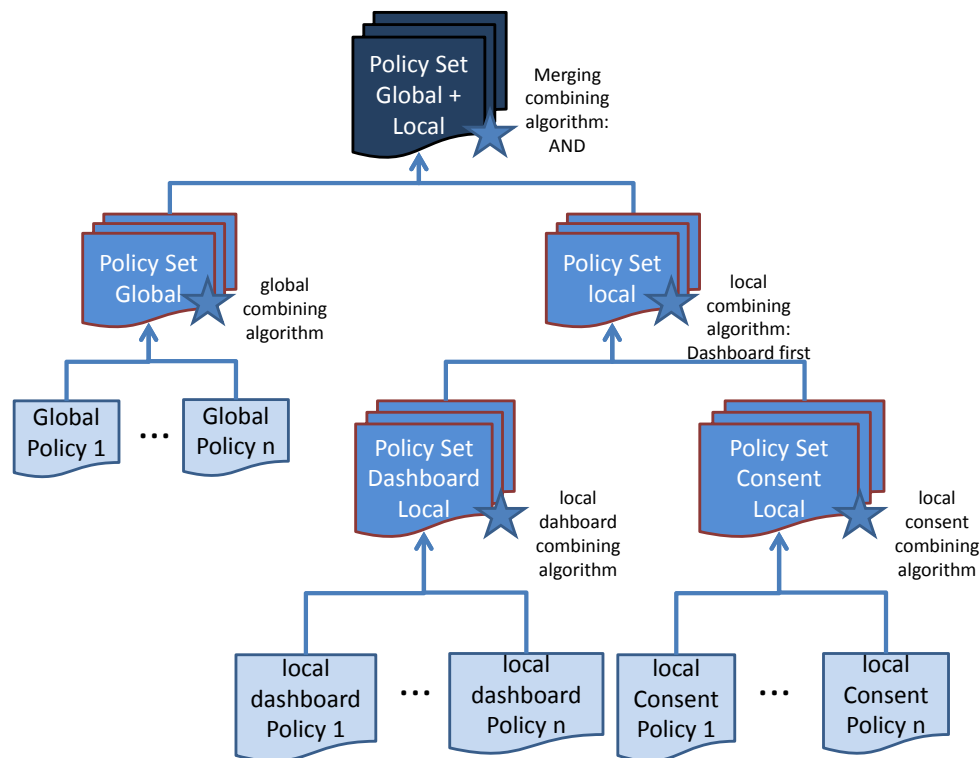 Policy Set
Global +
Local
Merging
combining
algorithm:
AND
Policy Set
Global
global
combining
algorithm
Policy Set
local
local
combining
algorithm:
Dashboard first
Global
Policy 1
...
Global
Policy n
Policy Set
Dashboard
Local
local
dahboard
combining
algorithm
Policy Set
Consent
Local
local
consent
combining
algorithm
local
dashboard
Policy 1
...
local
dashboard
Policy n
local
Consent
Policy 1
...
local
Consent
Policy n